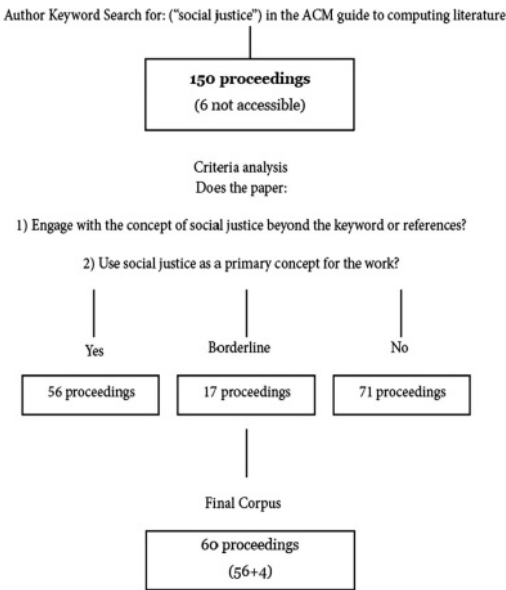 Author Keyword Search for: (“social justice”) in the ACM guide to computing literature
150 proceedings
(6 not accessible)
Criteria analysis
Does the paper:
1) Engage with the concept of social justice beyond the keyword or references?
2) Use social justice as a primary concept for the work?
Yes
Borderline
No
56 proceedings
17 proceedings
71 proceedings
Final Corpus
60 proceedings
(56+4)